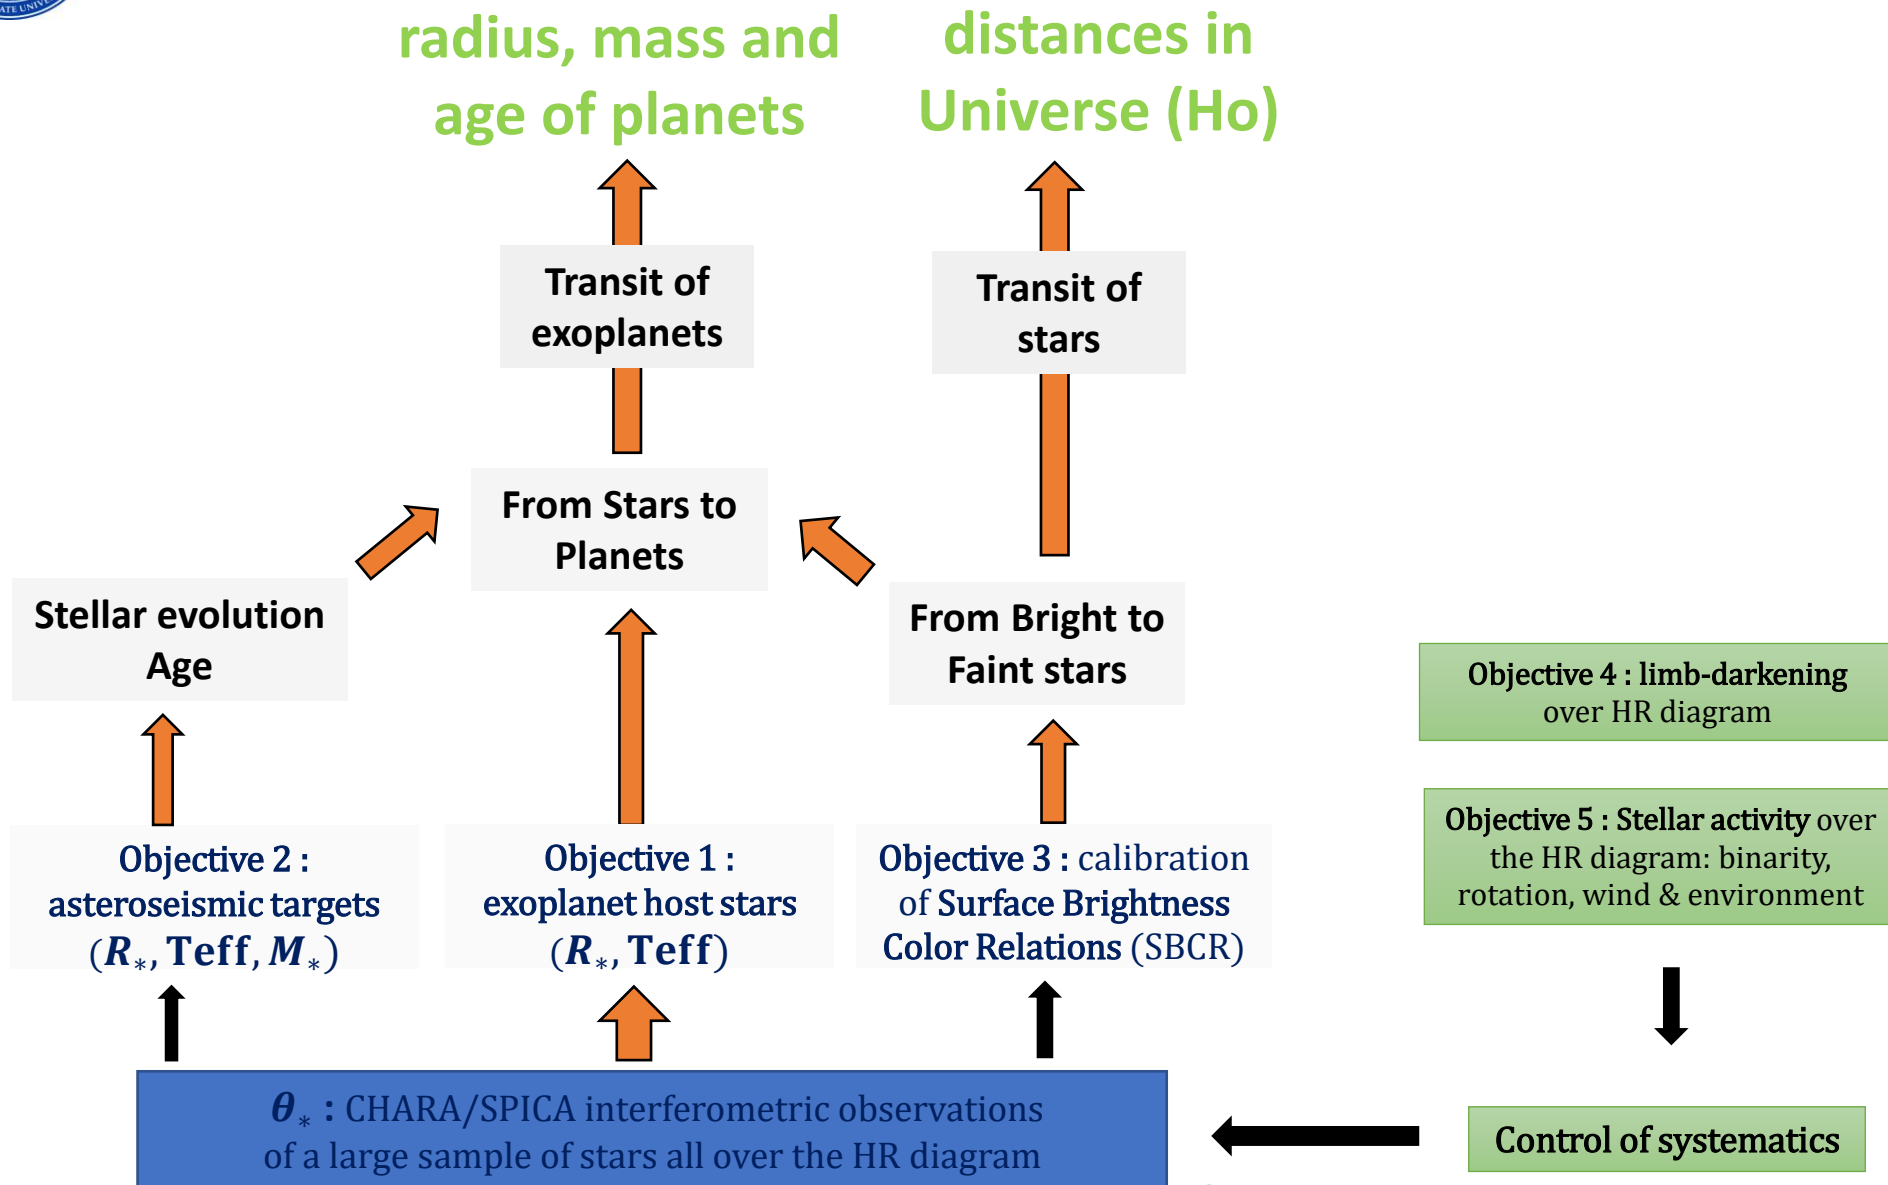 ATE UNIVE
radius, mass and
age of planets
distances in
Universe (Ho)
Transit of
exoplanets
Transit of
stars
From Stars to
Planets
Stellar evolution
Age
From Bright to
Faint stars
Objective 4 : limb-darkening
over HR diagram
Objective 5 : Stellar activity over
the HR diagram: binarity,
rotation, wind & environment
Objective 2 :
asteroseismic targets
(R*, Teff, M*)
Objective 1 :
exoplanet host stars
(R*, Teff)
Objective 3 : calibration
of Surface Brightness
Color Relations (SBCR)
θ* : CHARA/SPICA interferometric observations
of a large sample of stars all over the HR diagram
Control of systematics